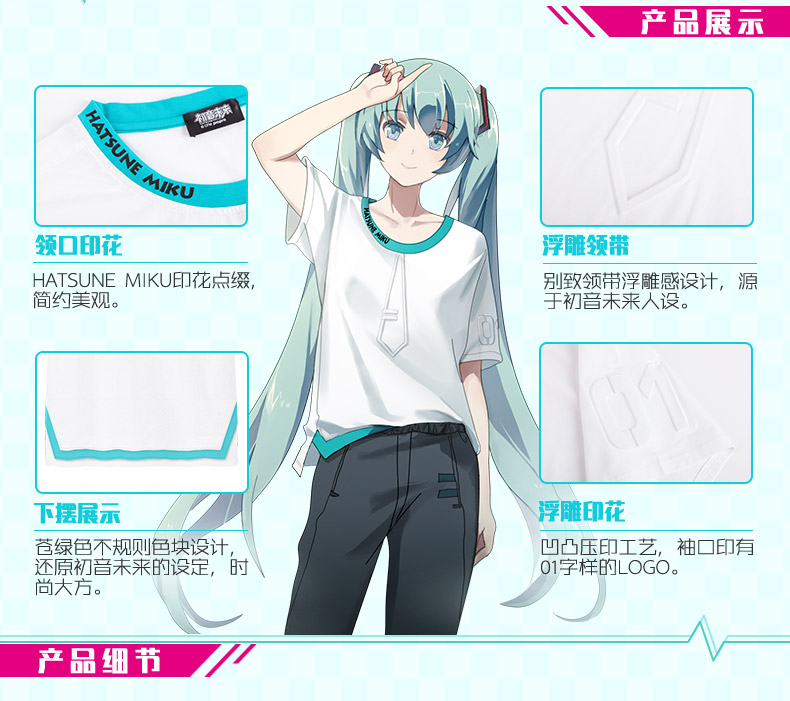 产品展示
HATSUNE MIKU
初音未来
领口印花
HATSUNE MIKU印花点缀,
简约美观。
HATSUNE MIKU
浮雕领带
别致领带浮雕感设计，源
于初音未来人设。
01
下摆展示
苍绿色不规则色块设计，
还原初音未来的设定，时
尚大方。
01
浮雕印花
凹凸压印工艺，袖口印有
01字样的LOGO。
产品细节